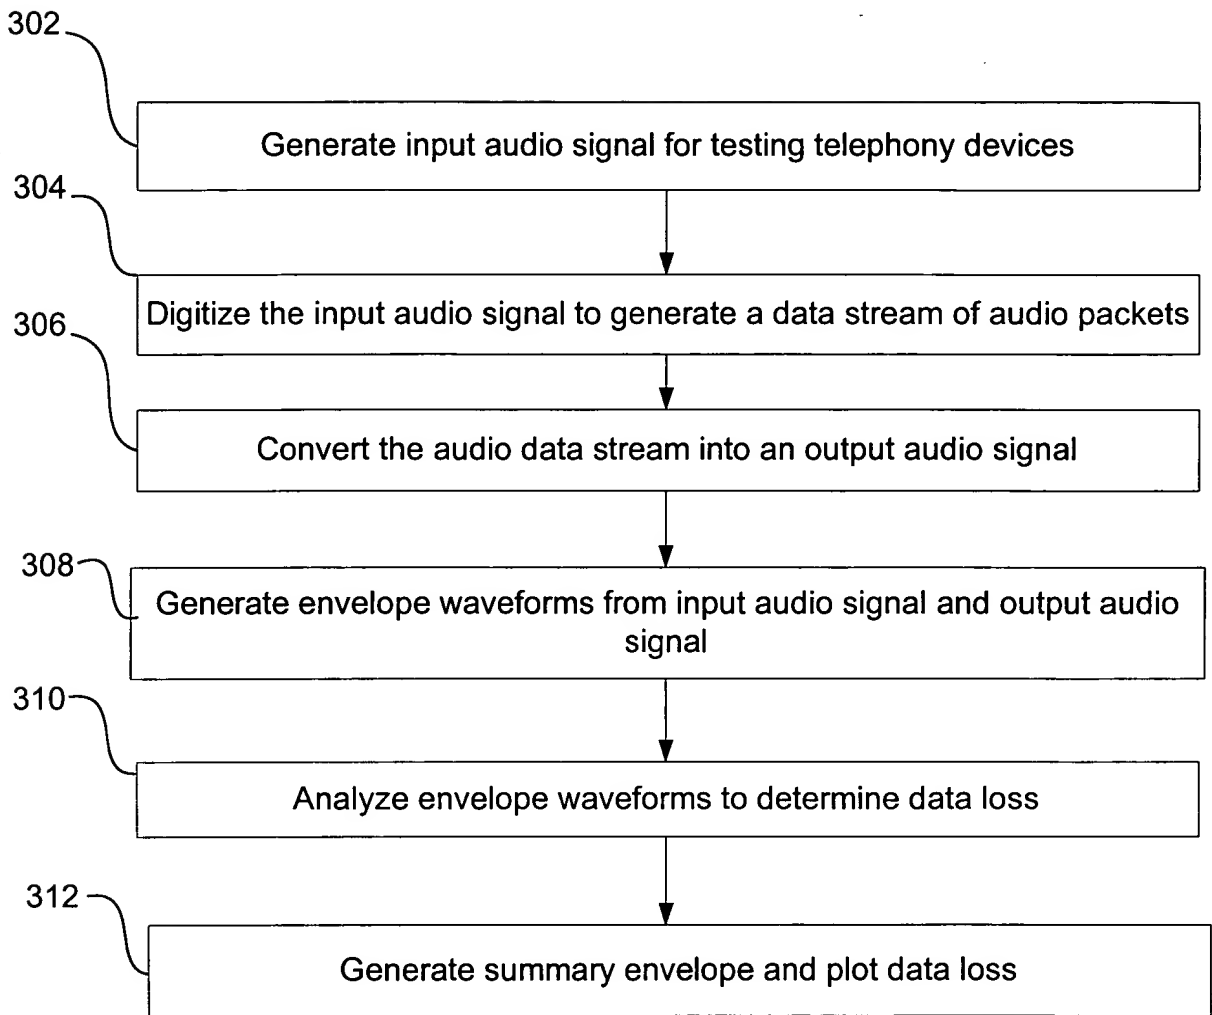 302
Generate input audio signal for testing telephony devices
304
Digitize the input audio signal to generate a data stream of audio packets
306
Convert the audio data stream into an output audio signal
308
Generate envelope waveforms from input audio signal and output audio
signal
310
Analyze envelope waveforms to determine data loss
312
Generate summary envelope and plot data loss